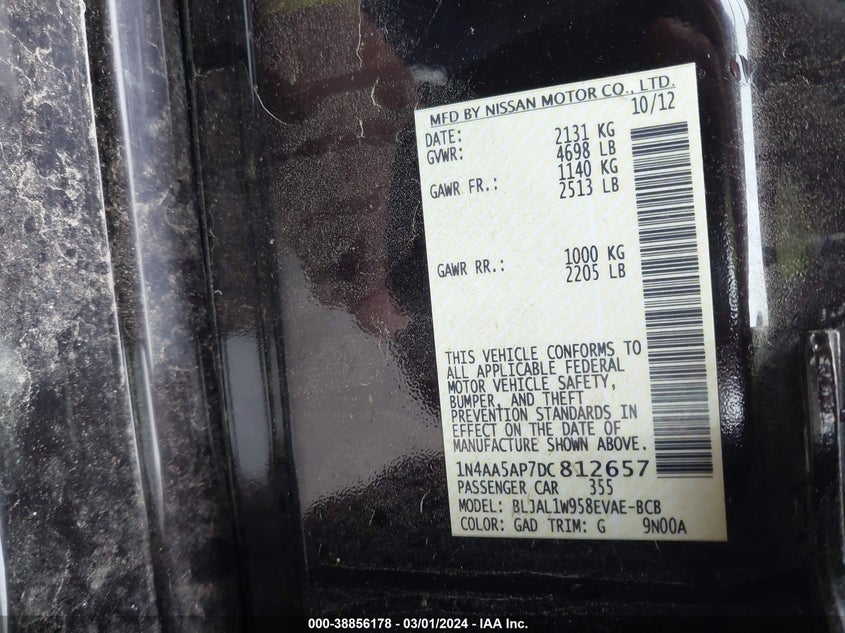 MFD BY NISSAN MOTOR CO., LTD.
DATE: 10/12
GVWR: 2131 KG
4698 LB
GAWR FR.: 1140 KG
2513 LB
GAWR RR.: 1000 KG
2205 LB
THIS VEHICLE CONFORMS TO
ALL APPLICABLE FEDERAL
MOTOR VEHICLE SAFETY,
BUMPER, AND THEFT
PREVENTION STANDARDS IN
EFFECT ON THE DATE OF
MANUFACTURE SHOWN ABOVE.
1N4AA5AP7DC812657
PASSENGER CAR 355
MODEL: BLJAL1W958EVAE-BCB
COLOR: GAD TRIM: G 9N00A
000-38856178 - 03/01/2024 - IAA Inc.